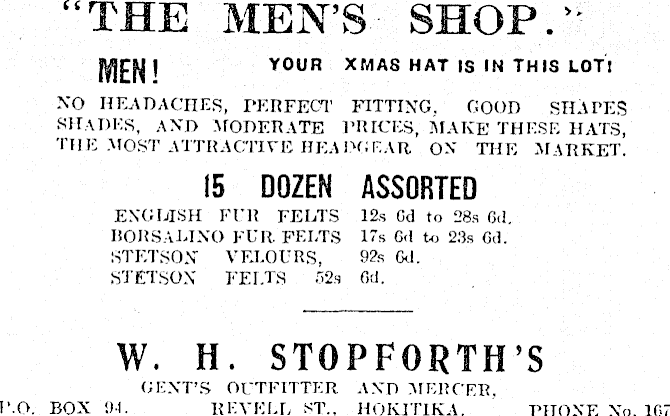 "THE MEN'S SHOP."
MEN! YOUR XMAS HAT IS IN THIS LOT!
NO HEADACHES, PERFECT FITTING, GOOD SHAPES
SHADES, AND MODERATE PRICES, MAKE THESE HATS,
THE MOST ATTRACTIVE HEADGEAR ON THE MARKET.
15 DOZEN ASSORTED
ENGLISH FUR FELTS 12s 6d to 28s 6d.
BORSALINO FUR FELTS 17s 6d to 23s 6d.
STETSON VELOURS, 92s 6d.
STETSON FELTS 52s 6d.
W. H. STOPFORTH'S
GENT'S OUTFITTER AND MERCER,
P.O. BOX 94. REVELL ST., HOKITIKA. PHONE No. 167